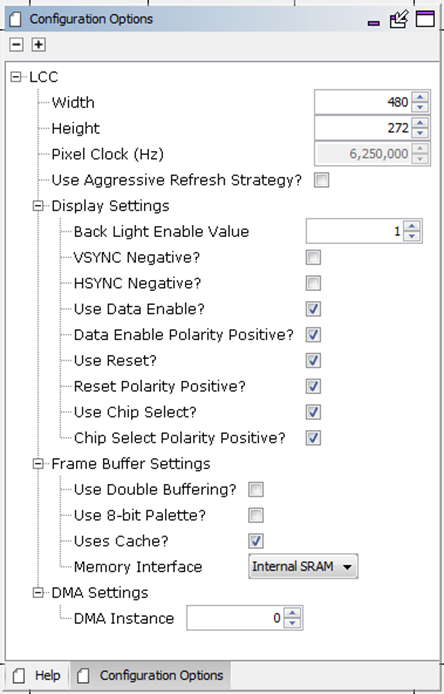 Configuration Options
LCC
Width 480
Height 272
Pixel Clock (Hz) 6,250,000
Use Aggressive Refresh Strategy?
Display Settings
Back Light Enable Value 1
VSYNC Negative?
HSYNC Negative?
Use Data Enable?
Data Enable Polarity Positive?
Use Reset?
Reset Polarity Positive?
Use Chip Select?
Chip Select Polarity Positive?
Frame Buffer Settings
Use Double Buffering?
Use 8-bit Palette?
Uses Cache?
Memory Interface Internal SRAM
DMA Settings
DMA Instance 0
Help Configuration Options